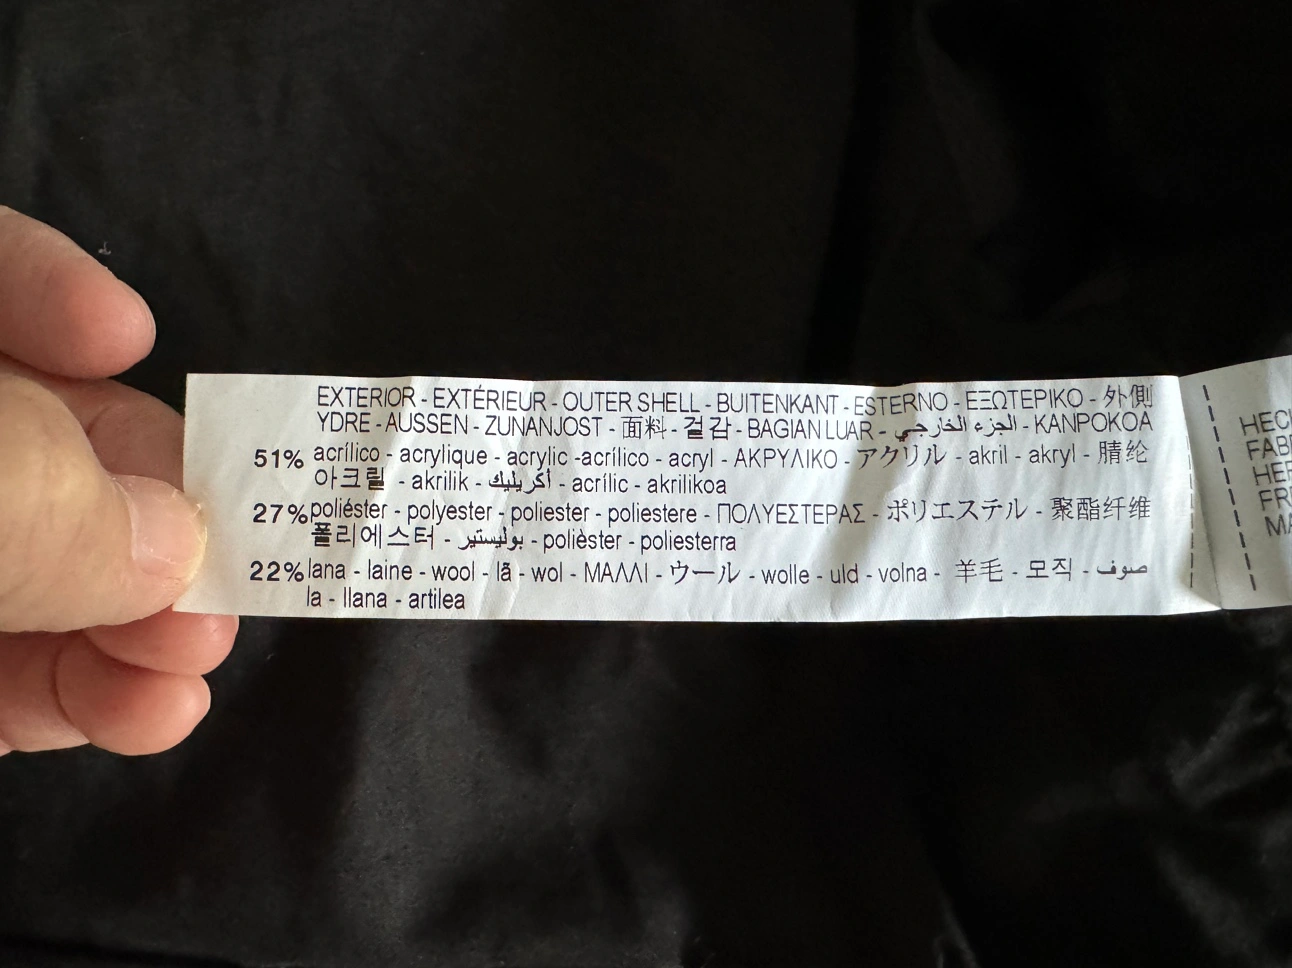 EXTERIOR - EXTÉRIEUR - OUTER SHELL - BUITENKANT - ESTERNO - ΕΞΩΤΕΡΙΚΟ - 外側
YDRE - AUSSEN - ZUNANJOST - 面料 - 겉감 - BAGIAN LUAR - الجزء الخارجي - KANPOKOA
51% acrílico - acrylique - acrylic -acrílico - acryl - ΑΚΡΥΛΙΚΟ - アクリル - akril - akryl - 腈纶
아크릴 - akrilik - أكريليك - acrílic - akrilikoa
27% poliéster - polyester - poliester - poliestere - ΠΟΛΥΕΣΤΕΡΑΣ - ポリエステル - 聚酯纤维
폴리에스터 - بوليستير - polièster - poliesterra
22% lana - laine - wool - lã - wol - ΜΑΛΛΙ - ウール - wolle - uld - volna - 羊毛 - 모직 - صوف
la - llana - artilea